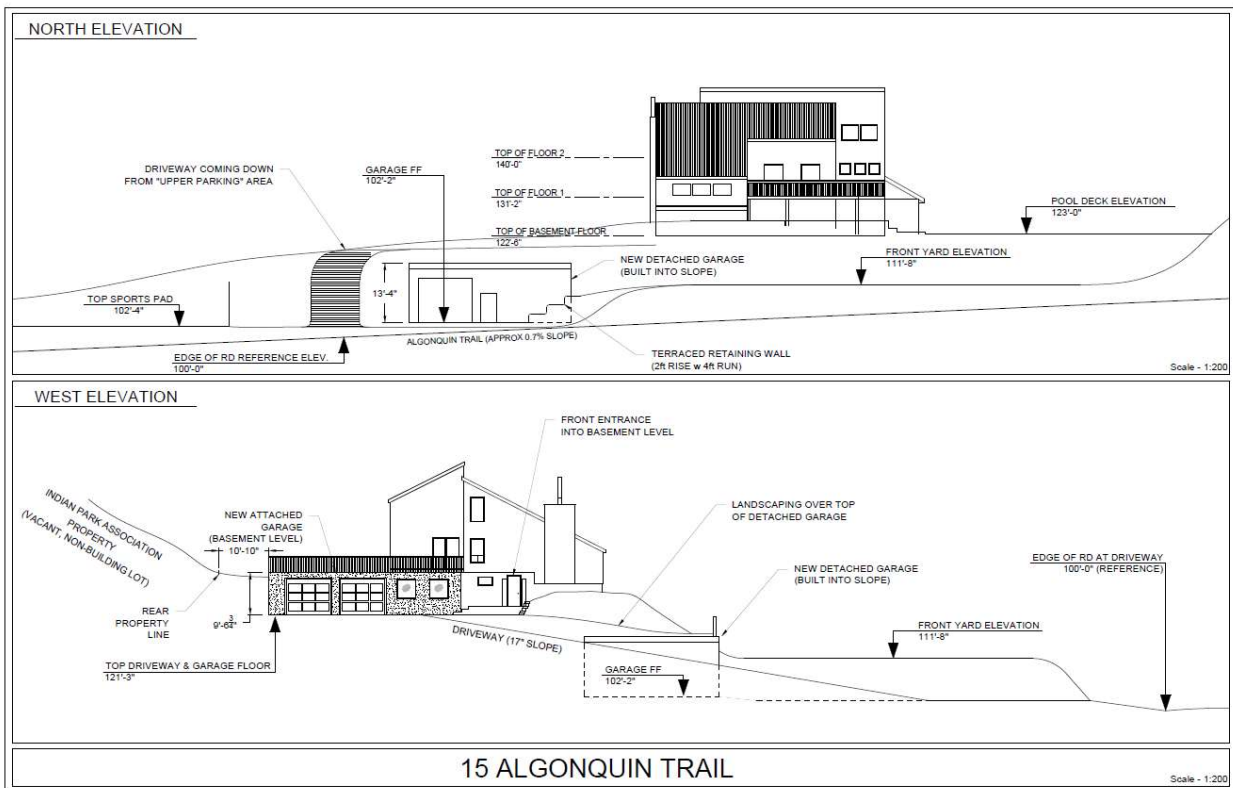 NORTH ELEVATION
DRIVEWAY COMING DOWN
FROM "UPPER PARKING" AREA
GARAGE FF
102'-2"
TOP OF FLOOR 2
140'-0"
TOP OF FLOOR 1
131'-2"
TOP OF BASEMENT FLOOR
122'-6"
POOL DECK ELEVATION
123'-0"
FRONT YARD ELEVATION
111'-8"
NEW DETACHED GARAGE
(BUILT INTO SLOPE)
13'-4"
TOP SPORTS PAD
102'-4"
ALGONQUIN TRAIL (APPROX 0.7% SLOPE)
EDGE OF RD REFERENCE ELEV.
100'-0"
TERRACED RETAINING WALL
(2ft RISE w 4ft RUN)
Scale - 1:200
WEST ELEVATION
FRONT ENTRANCE
INTO BASEMENT LEVEL
INDIAN PARK ASSOCIATION
PROPERTY
(VACANT, NON-BUILDING LOT)
NEW ATTACHED
GARAGE
(BASEMENT LEVEL)
10'-10"
LANDSCAPING OVER TOP
OF DETACHED GARAGE
EDGE OF RD AT DRIVEWAY
100'-0" (REFERENCE)
NEW DETACHED GARAGE
(BUILT INTO SLOPE)
REAR
PROPERTY
LINE
9'-6¾"
DRIVEWAY (17° SLOPE)
FRONT YARD ELEVATION
111'-8"
TOP DRIVEWAY & GARAGE FLOOR
121'-3"
GARAGE FF
102'-2"
15 ALGONQUIN TRAIL
Scale - 1:200